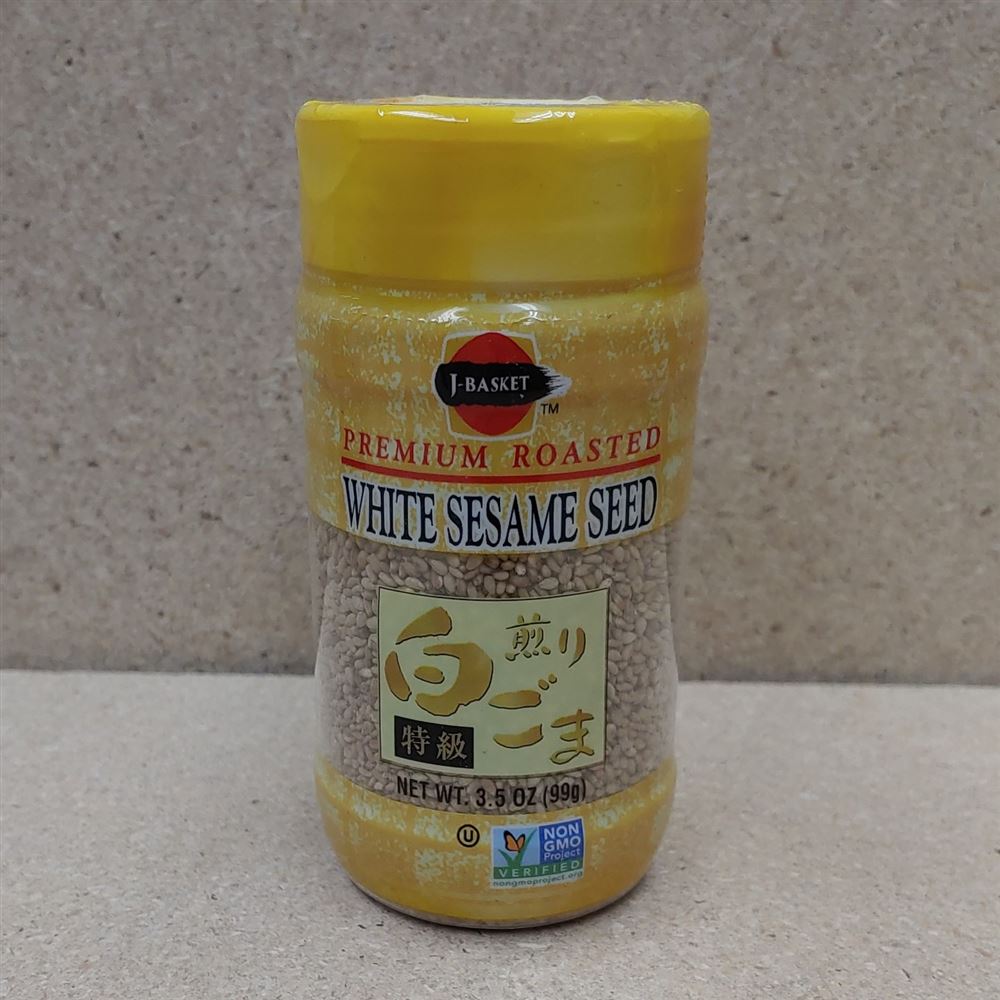 J-BASKET
TM
PREMIUM ROASTED
WHITE SESAME SEED
白
煎り
ごま
特級
NET WT. 3.5 OZ (99g)
U
NON
GMO
Project
VERIFIED
nongmoproject.org